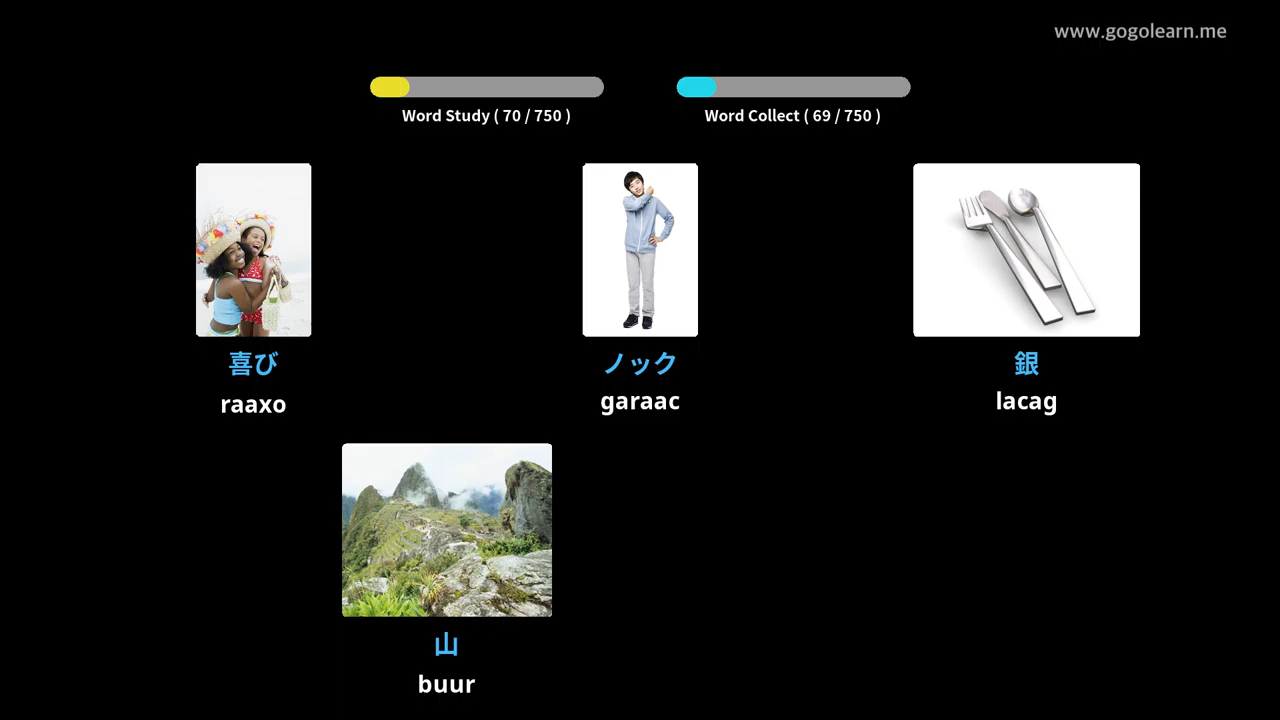 www.gogolearn.me
Word Study ( 70 / 750 )
Word Collect ( 69 / 750 )
喜び
raaxo
ノック
garaac
銀
lacag
山
buur